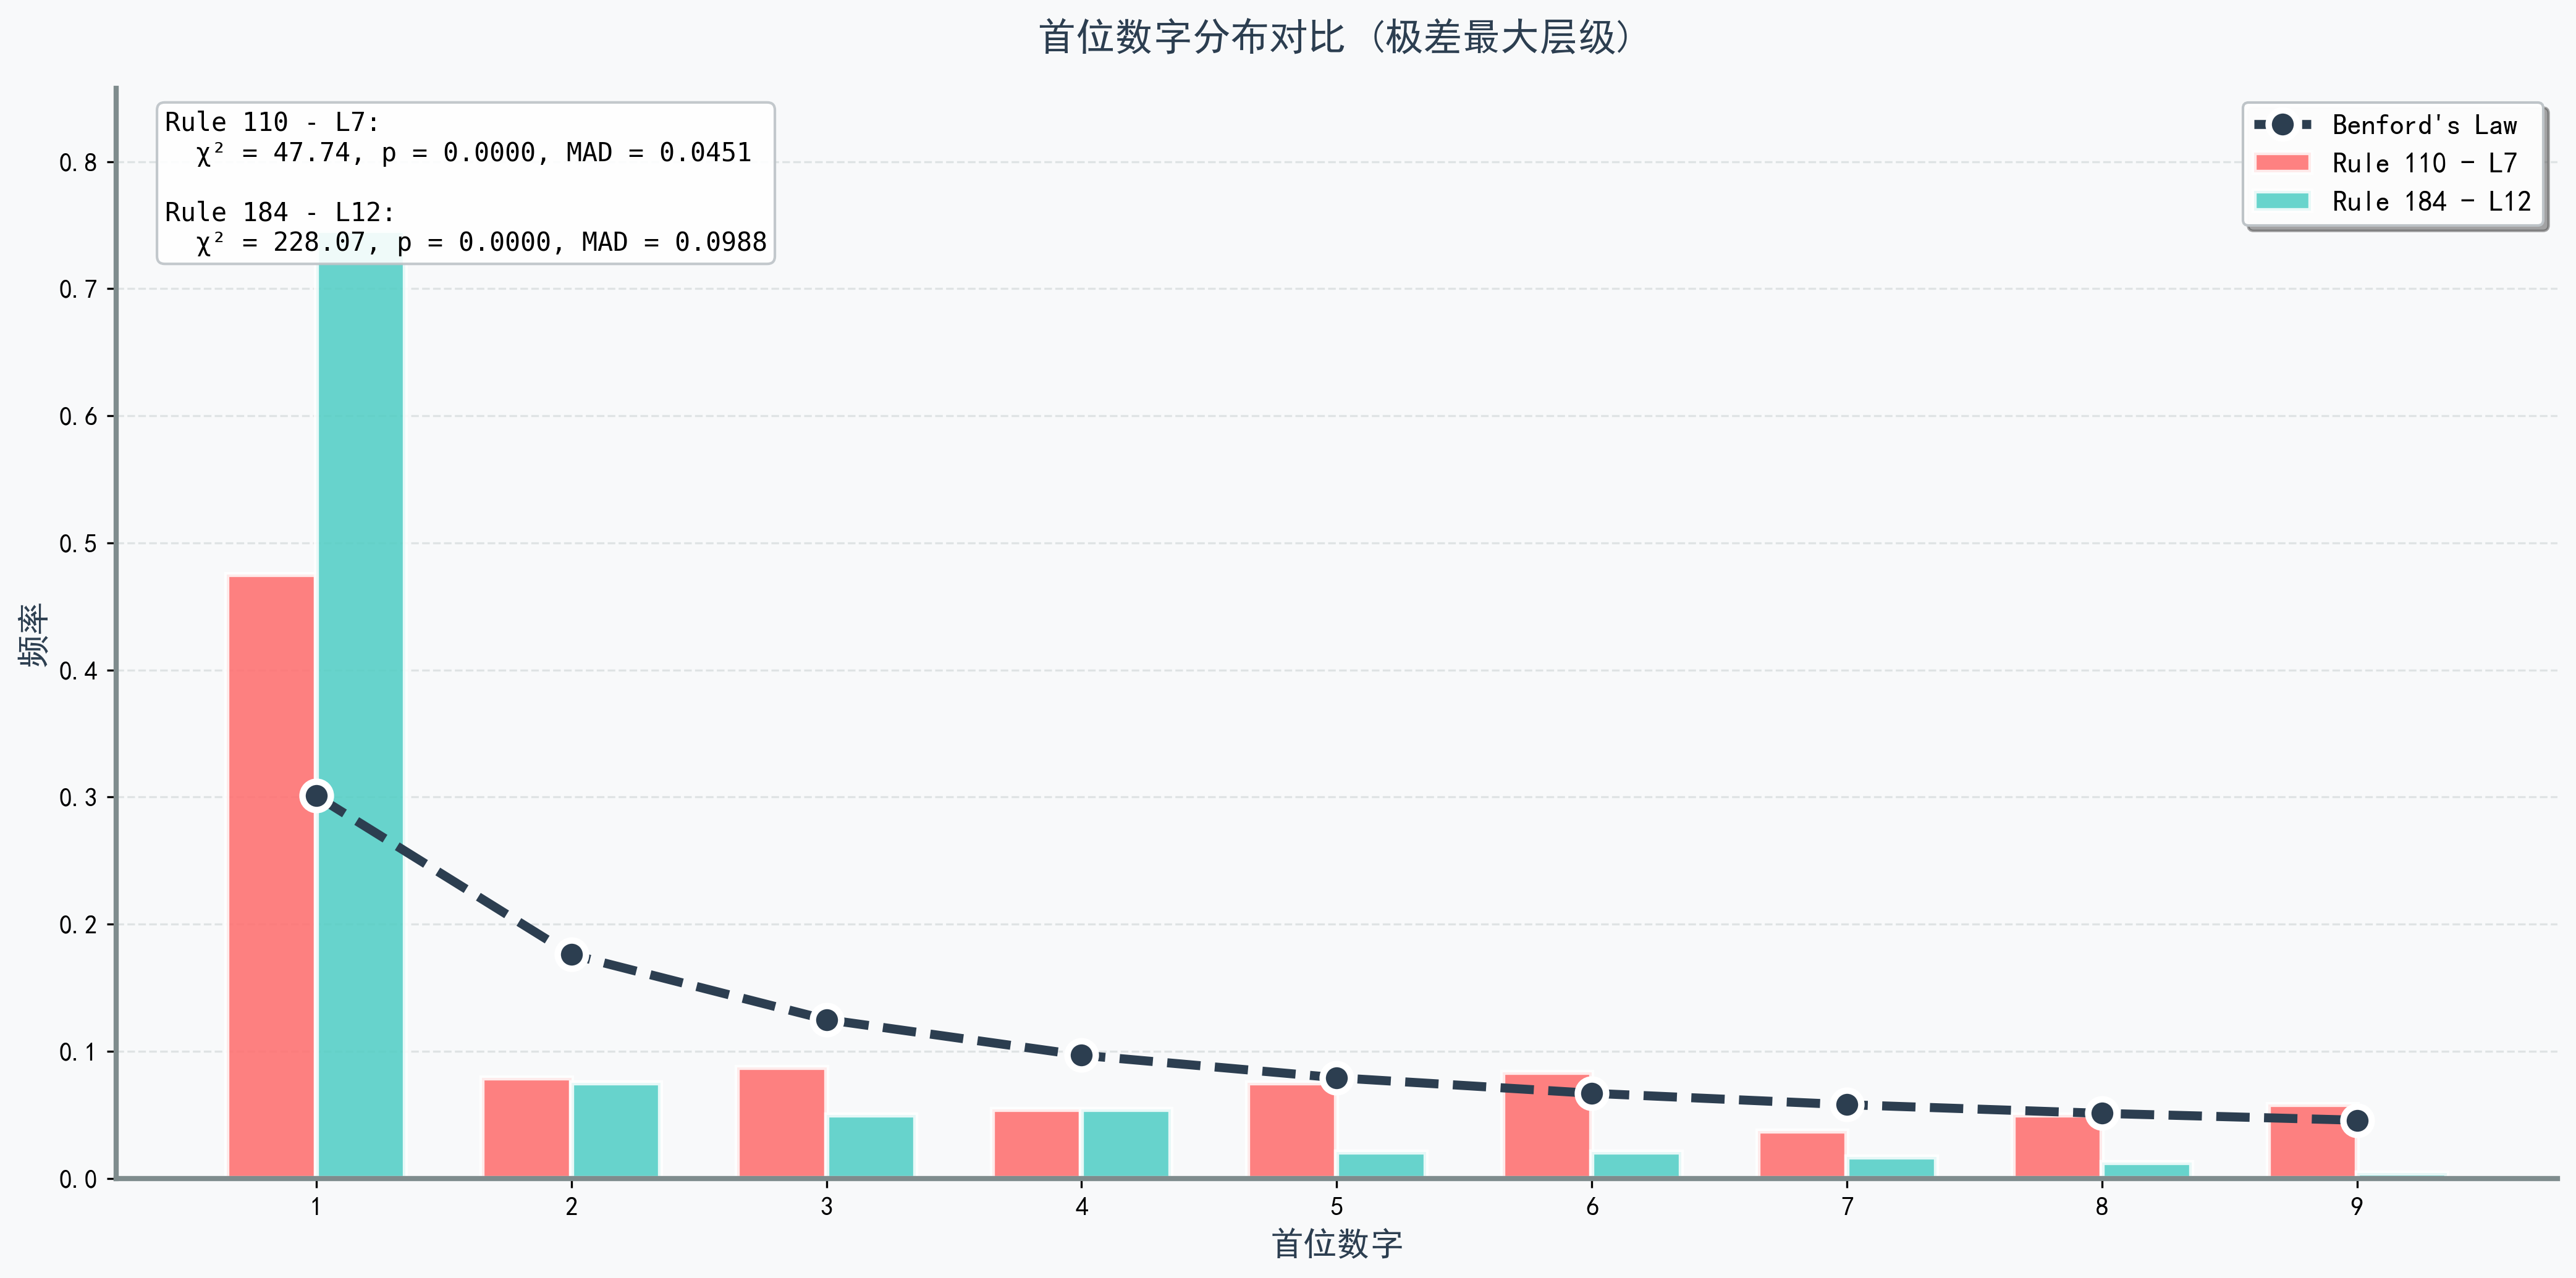 首位数字分布对比 (极差最大层级)
Rule 110 - L7:
χ² = 47.74, p = 0.0000, MAD = 0.0451
Rule 184 - L12:
χ² = 228.07, p = 0.0000, MAD = 0.0988
Benford's Law
Rule 110 - L7
Rule 184 - L12
频率
0.8
0.7
0.6
0.5
0.4
0.3
0.2
0.1
0.0
1 2 3 4 5 6 7 8 9
首位数字